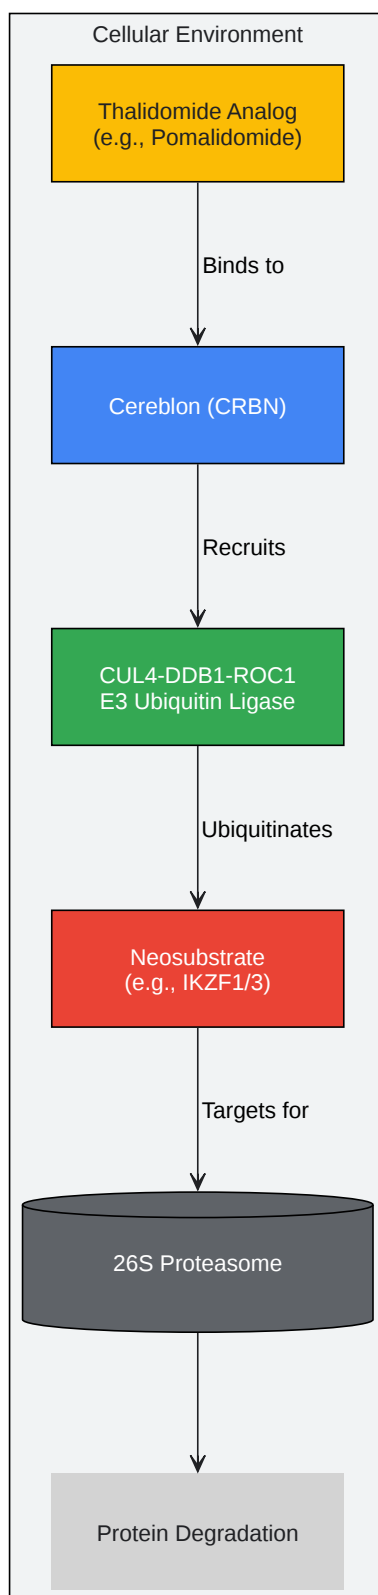 Cellular Environment
Thalidomide Analog
(e.g., Pomalidomide)
Binds to
Cereblon (CRBN)
Recruits
CUL4-DDB1-ROC1
E3 Ubiquitin Ligase
Ubiquitinates
Neosubstrate
(e.g., IKZF1/3)
Targets for
26S Proteasome
Protein Degradation